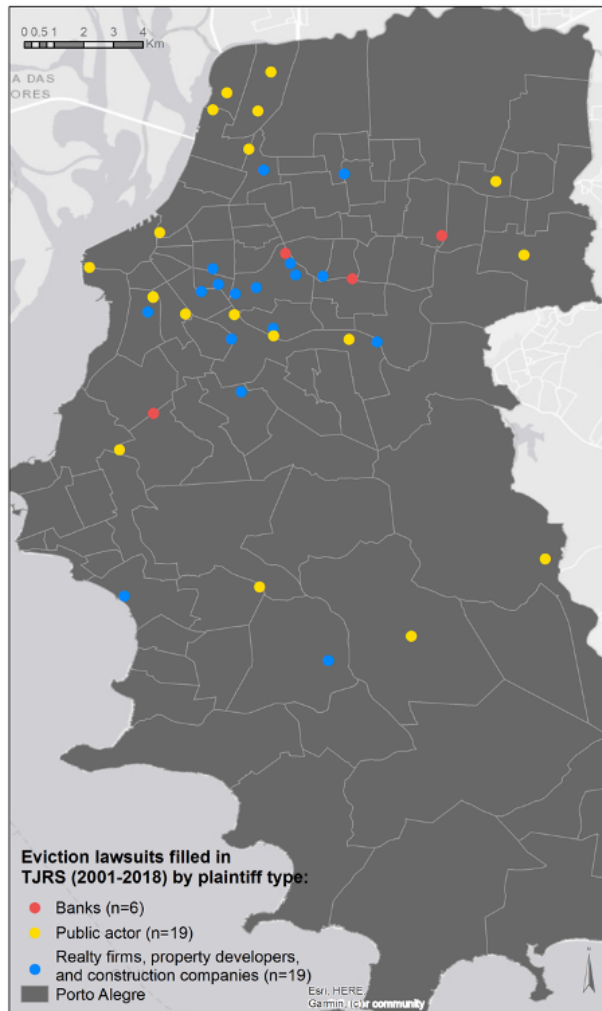 0 0.5 1 2 3 4
Km
A DAS
ORES
Eviction lawsuits filled in
TJRS (2001-2018) by plaintiff type:
Banks (n=6)
Public actor (n=19)
Realty firms, property developers,
and construction companies (n=19)
Porto Alegre
Esri, HERE,
Garmin, (c)
r community
N